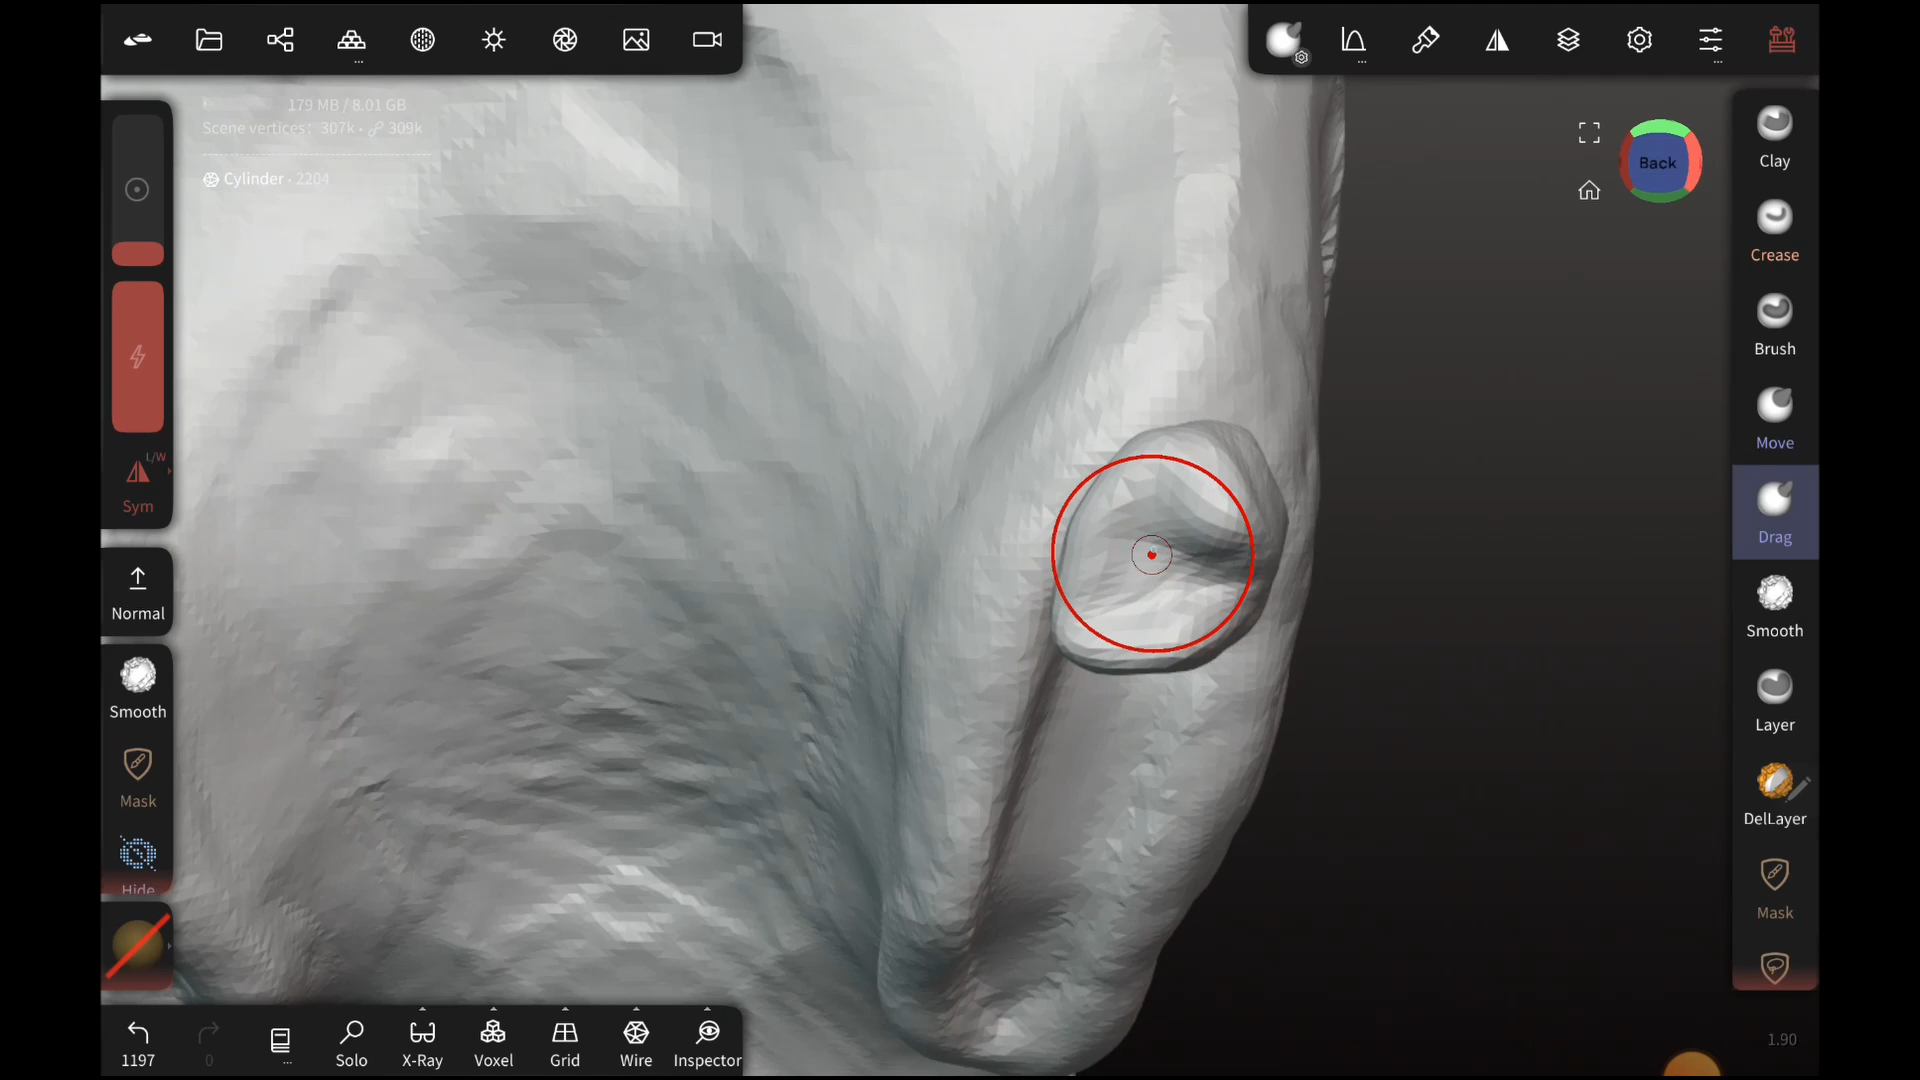 179 MB / 8.01 GB
Scene vertices: 307k • 309k
Cylinder • 2204
L/W
Sym
Normal
Smooth
Mask
Hide
1197
0
Solo
X-Ray
Voxel
Grid
Wire
Inspector
Back
Clay
Crease
Brush
Move
Drag
Smooth
Layer
DelLayer
Mask
1.90